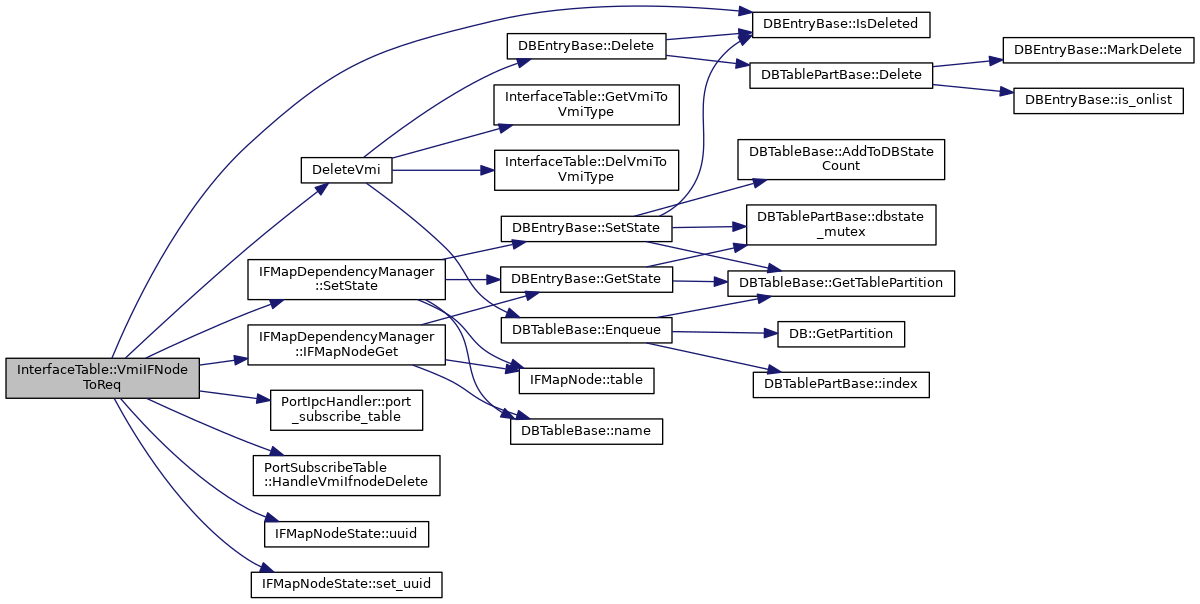 InterfaceTable::VmiIFNode
ToReq
DBEntryBase::IsDeleted
DeleteVmi
DBEntryBase::Delete
DBTablePartBase::Delete
DBEntryBase::MarkDelete
DBEntryBase::is_onlist
InterfaceTable::GetVmiTo
VmiType
InterfaceTable::DelVmiTo
VmiType
DBTableBase::Enqueue
DBTableBase::GetTablePartition
DB::GetPartition
DBTablePartBase::index
IFMapDependencyManager
::SetState
DBEntryBase::SetState
DBTableBase::AddToDBState
Count
DBTablePartBase::dbstate
_mutex
DBEntryBase::GetState
IFMapNode::table
DBTableBase::name
IFMapDependencyManager
::IFMapNodeGet
PortIpcHandler::port
_subscribe_table
PortSubscribeTable
::HandleVmiIfnodeDelete
IFMapNodeState::uuid
IFMapNodeState::set_uuid